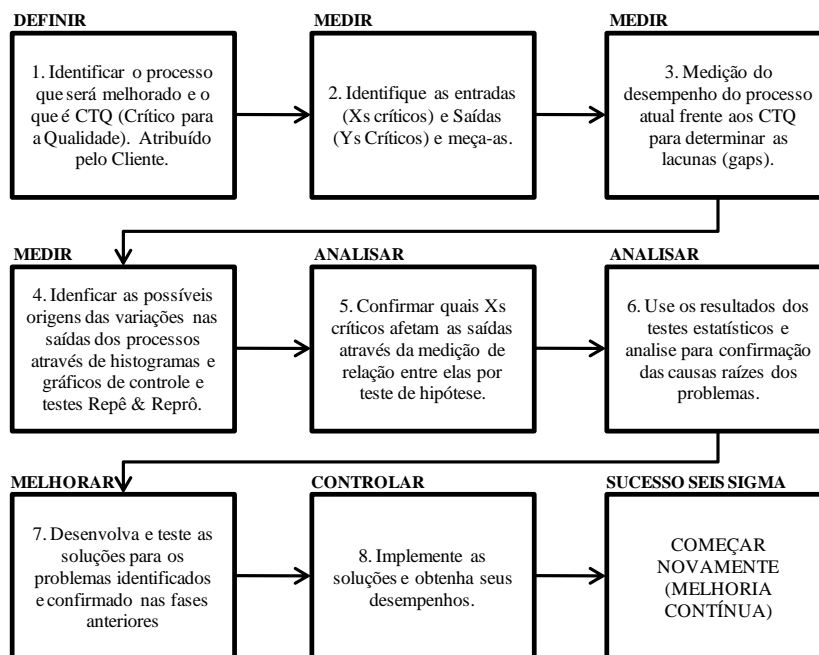 DEFINIR
1. Identificar o processo
que será melhorado e o
que é CTQ (Crítico para
a Qualidade). Atribuído
pelo Cliente.
MEDIR
2. Identifique as entradas
(Xs críticos) e Saídas
(Ys Críticos) e meça-as.
MEDIR
3. Medição do
desempenho do processo
atual frente aos CTQ
para determinar as
lacunas (gaps).
MEDIR
4. Idenficar as possíveis
origens das variações nas
saídas dos processos
através de histogramas e
gráficos de controle e
testes Repê & Reprô.
ANALISAR
5. Confirmar quais Xs
críticos afetam as saídas
através da medição de
relação entre elas por
teste de hipótese.
ANALISAR
6. Use os resultados dos
testes estatísticos e
analise para confirmação
das causas raízes dos
problemas.
MELHORAR
7. Desenvolva e teste as
soluções para os
problemas identificados
e confirmado nas fases
anteriores
CONTROLAR
8. Implemente as
soluções e obtenha seus
desempenhos.
SUCESSO SEIS SIGMA
COMEÇAR
NOVAMENTE
(MELHORIA
CONTÍNUA)